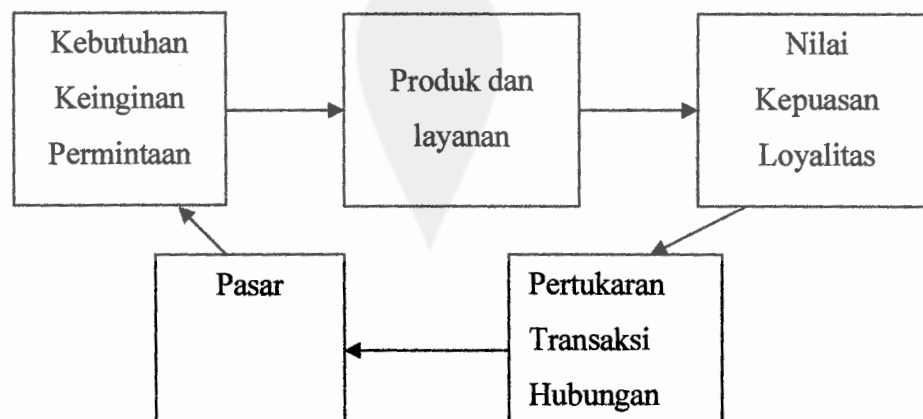 Kebutuhan
Keinginan
Permintaan
Produk dan
layanan
Nilai
Kepuasan
Loyalitas
Pasar
Pertukaran
Transaksi
Hubungan